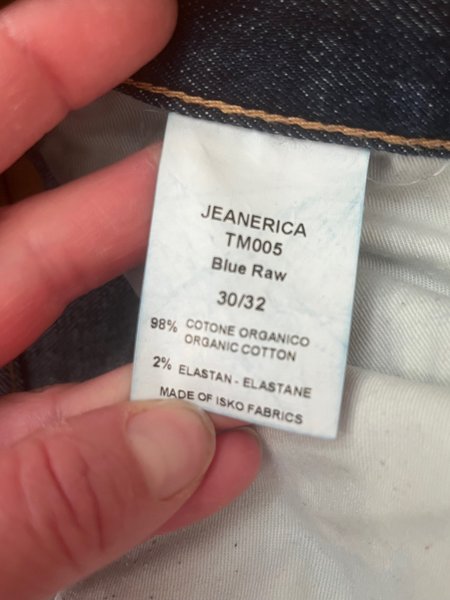 JEANERICA
TM005
Blue Raw
30/32
98% COTONE ORGANICO
ORGANIC COTTON
2% ELASTAN - ELASTANE
MADE OF ISKO FABRICS